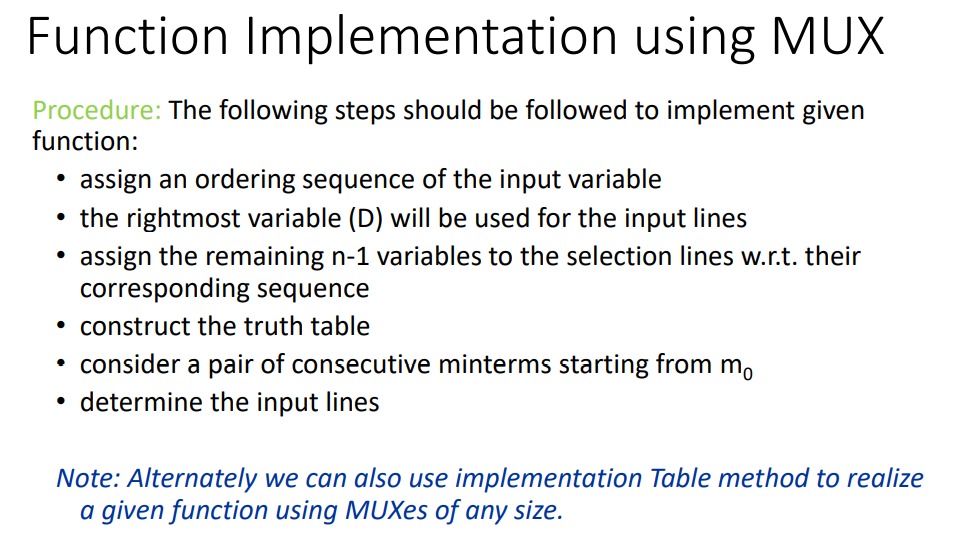 Function Implementation using MUX
Procedure: The following steps should be followed to implement given
function:
• assign an ordering sequence of the input variable
• the rightmost variable (D) will be used for the input lines
• assign the remaining n-1 variables to the selection lines w.r.t. their
corresponding sequence
• construct the truth table
• consider a pair of consecutive minterms starting from m₀
• determine the input lines
Note: Alternately we can also use implementation Table method to realize
a given function using MUXes of any size.